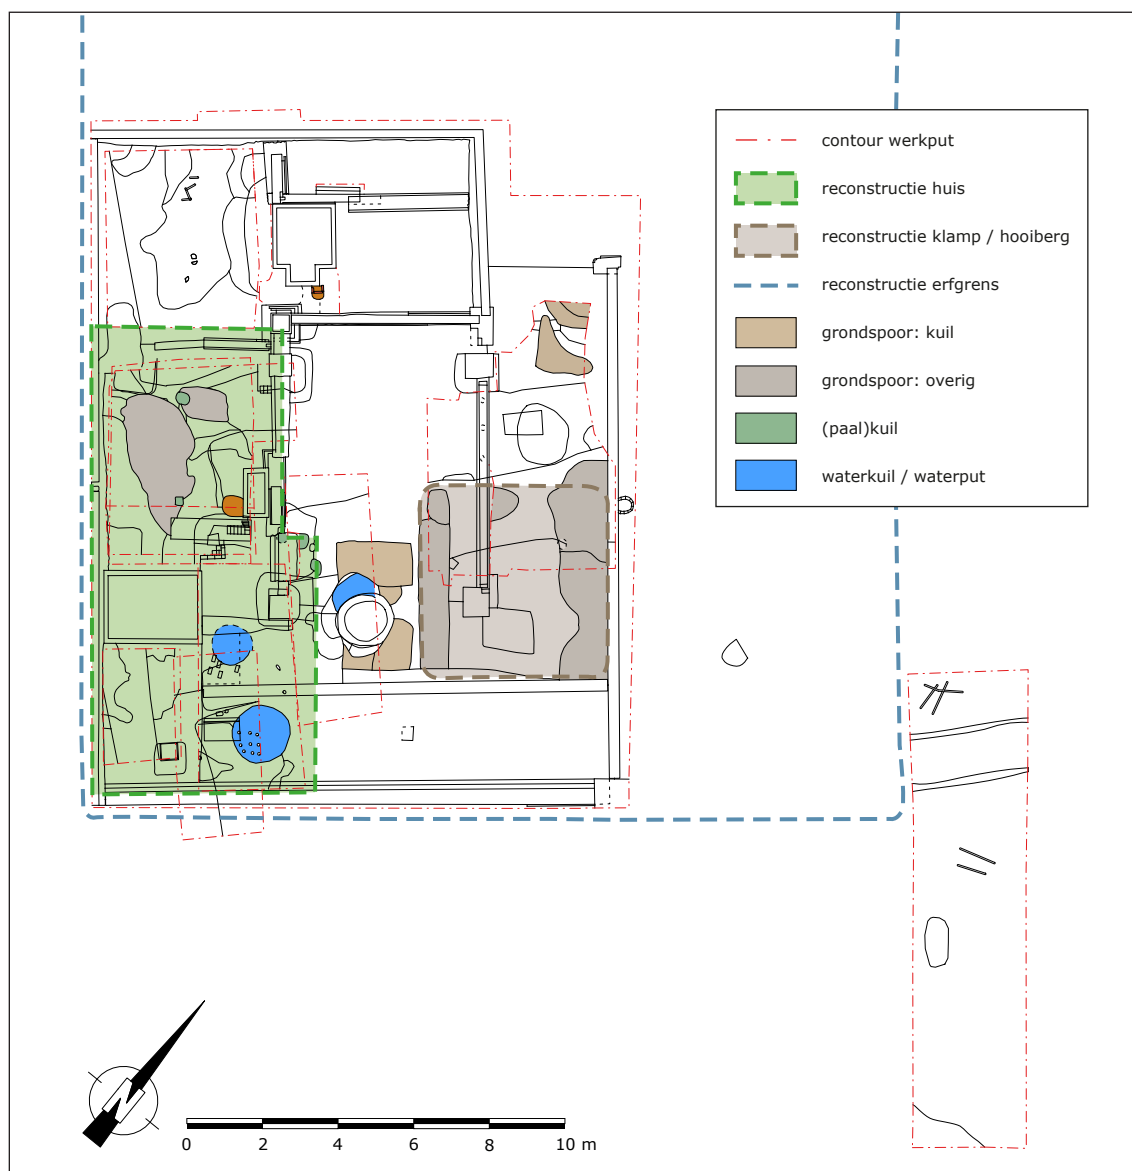 contour werkput
reconstructie huis
reconstructie klamp / hooiberg
reconstructie erfgrens
grondspoor: kuil
grondspoor: overig
(paal)kuil
waterkuil / waterput
0 2 4 6 8 10 m